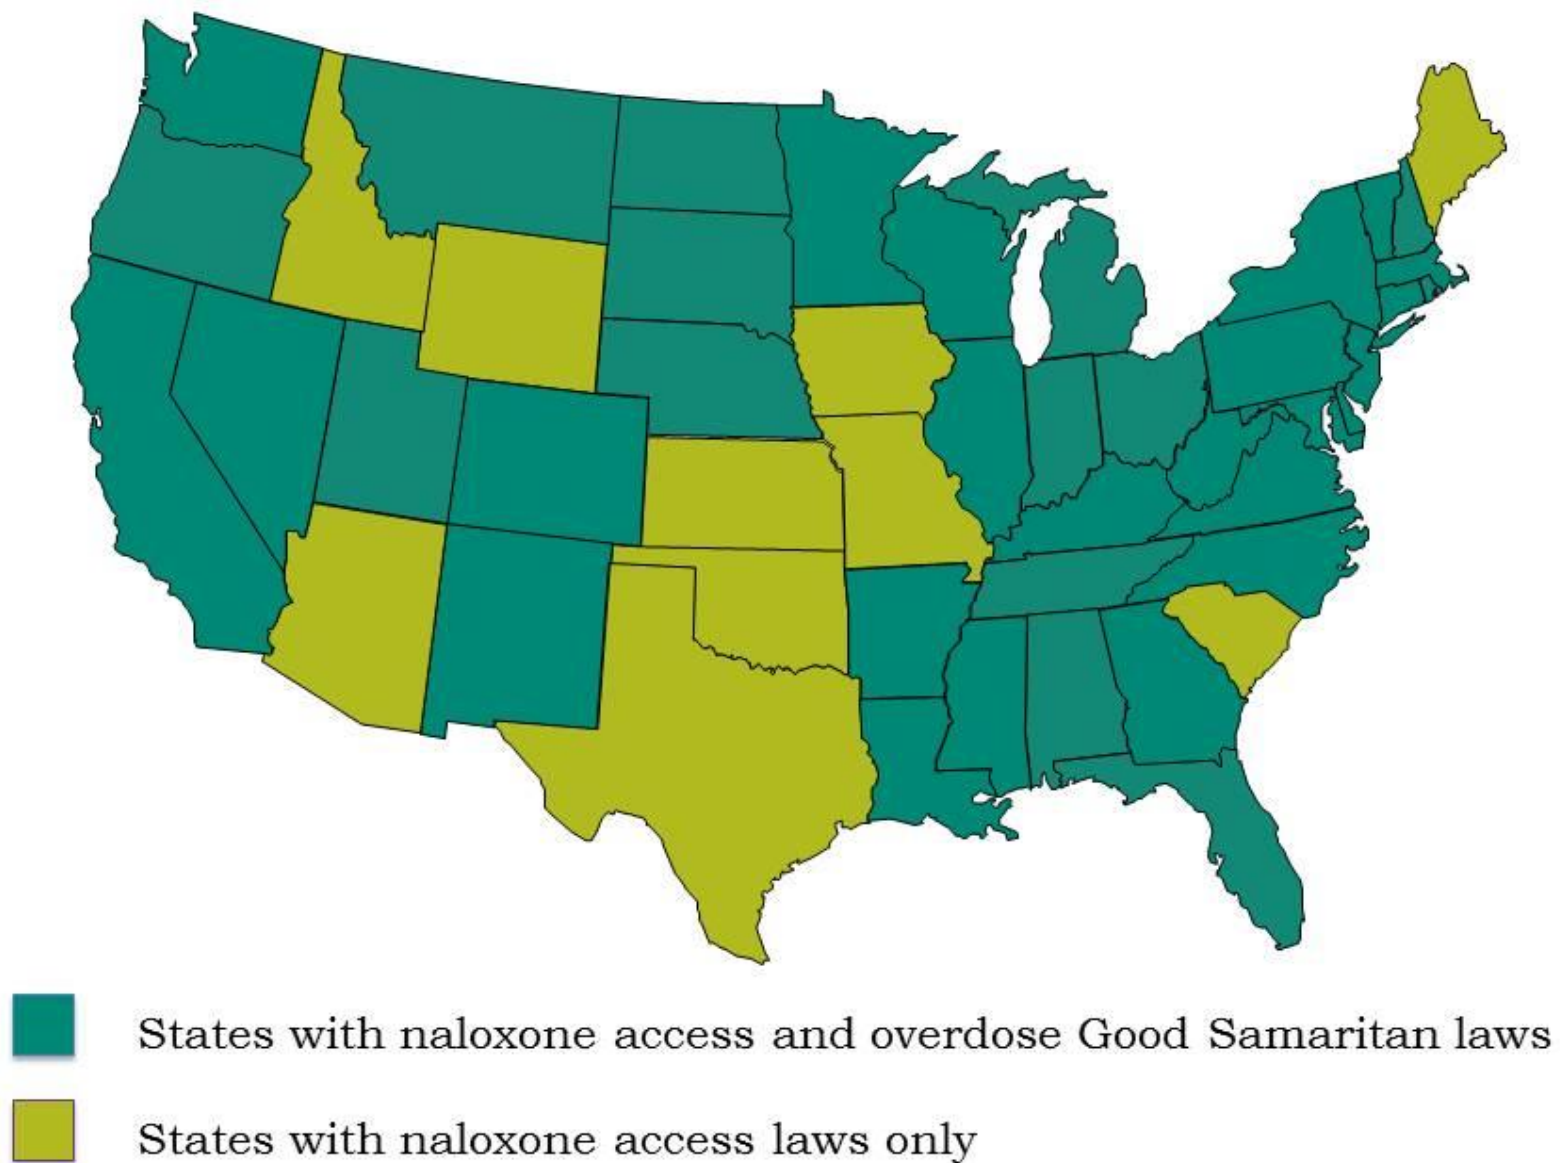 States with naloxone access and overdose Good Samaritan laws
States with naloxone access laws only